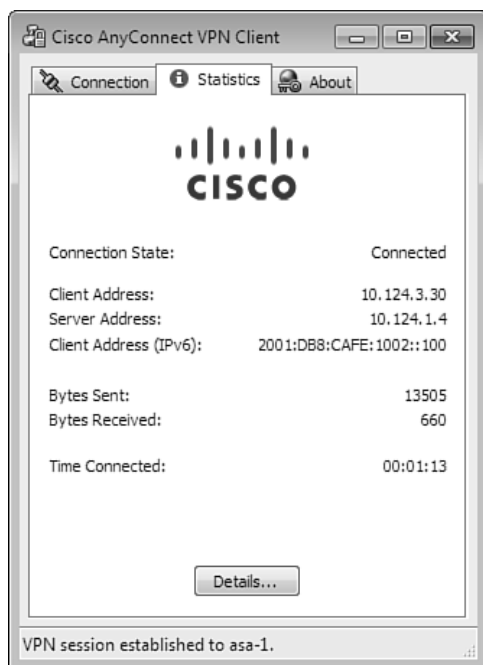 Cisco AnyConnect VPN Client
Connection Statistics About
CISCO
Connection State: Connected
Client Address: 10.124.3.30
Server Address: 10.124.1.4
Client Address (IPv6): 2001:DB8:CAFE:1002::100
Bytes Sent: 13505
Bytes Received: 660
Time Connected: 00:01:13
Details...
VPN session established to asa-1.